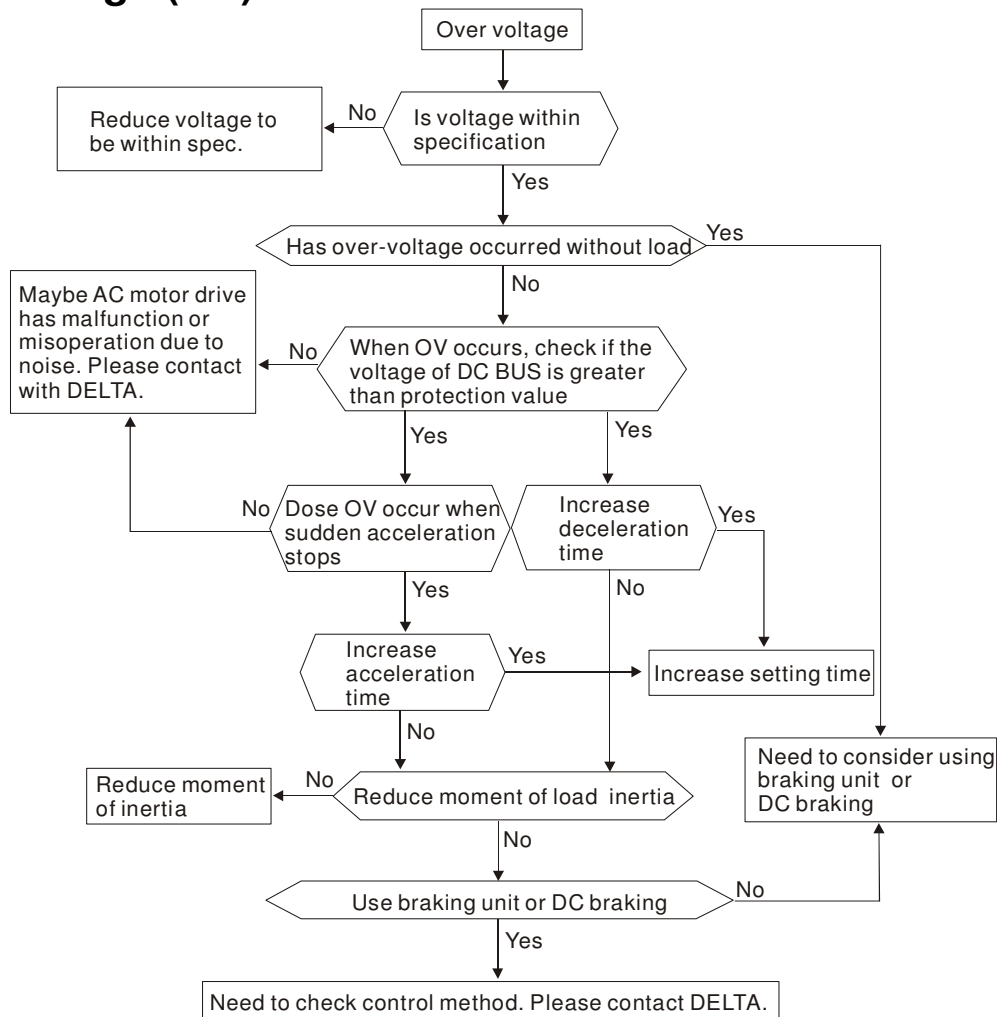 Over voltage
Reduce voltage to
be within spec.
No
Is voltage within
specification
Yes
Has over-voltage occurred without load
Yes
No
Maybe AC motor drive
has malfunction or
misoperation due to
noise. Please contact
with DELTA.
No
When OV occurs, check if the
voltage of DC BUS is greater
than protection value
Yes
Yes
No
Dose OV occur when
sudden acceleration
stops
Increase
deceleration
time
Yes
Yes
No
Increase
acceleration
time
Yes
Increase setting time
No
Need to consider using
braking unit or
DC braking
Reduce moment
of inertia
No
Reduce moment of load inertia
No
Use braking unit or DC braking
No
Yes
Need to check control method. Please contact DELTA.